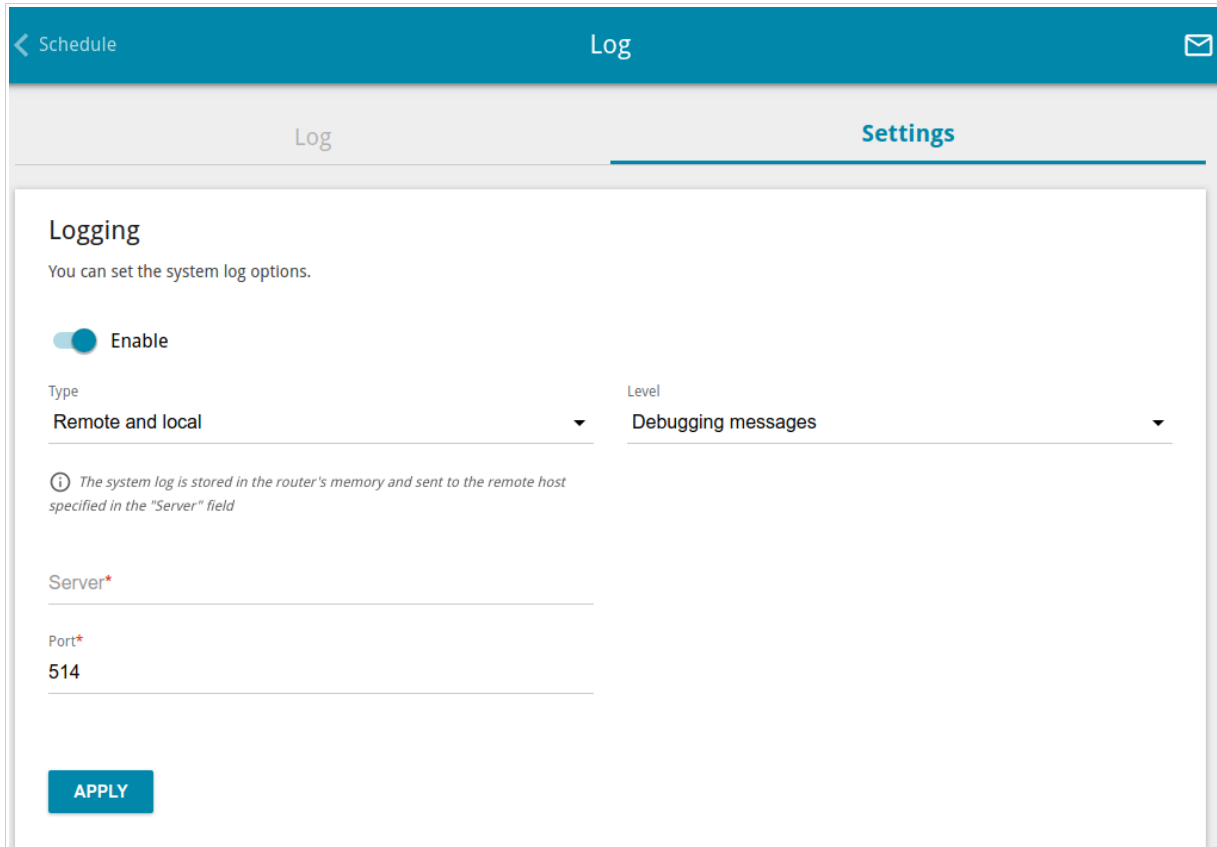 Schedule
Log
Log
Settings
Logging
You can set the system log options.
Enable
Type
Level
Remote and local
Debugging messages
The system log is stored in the router's memory and sent to the remote host
specified in the "Server" field
Server*
Port*
514
APPLY